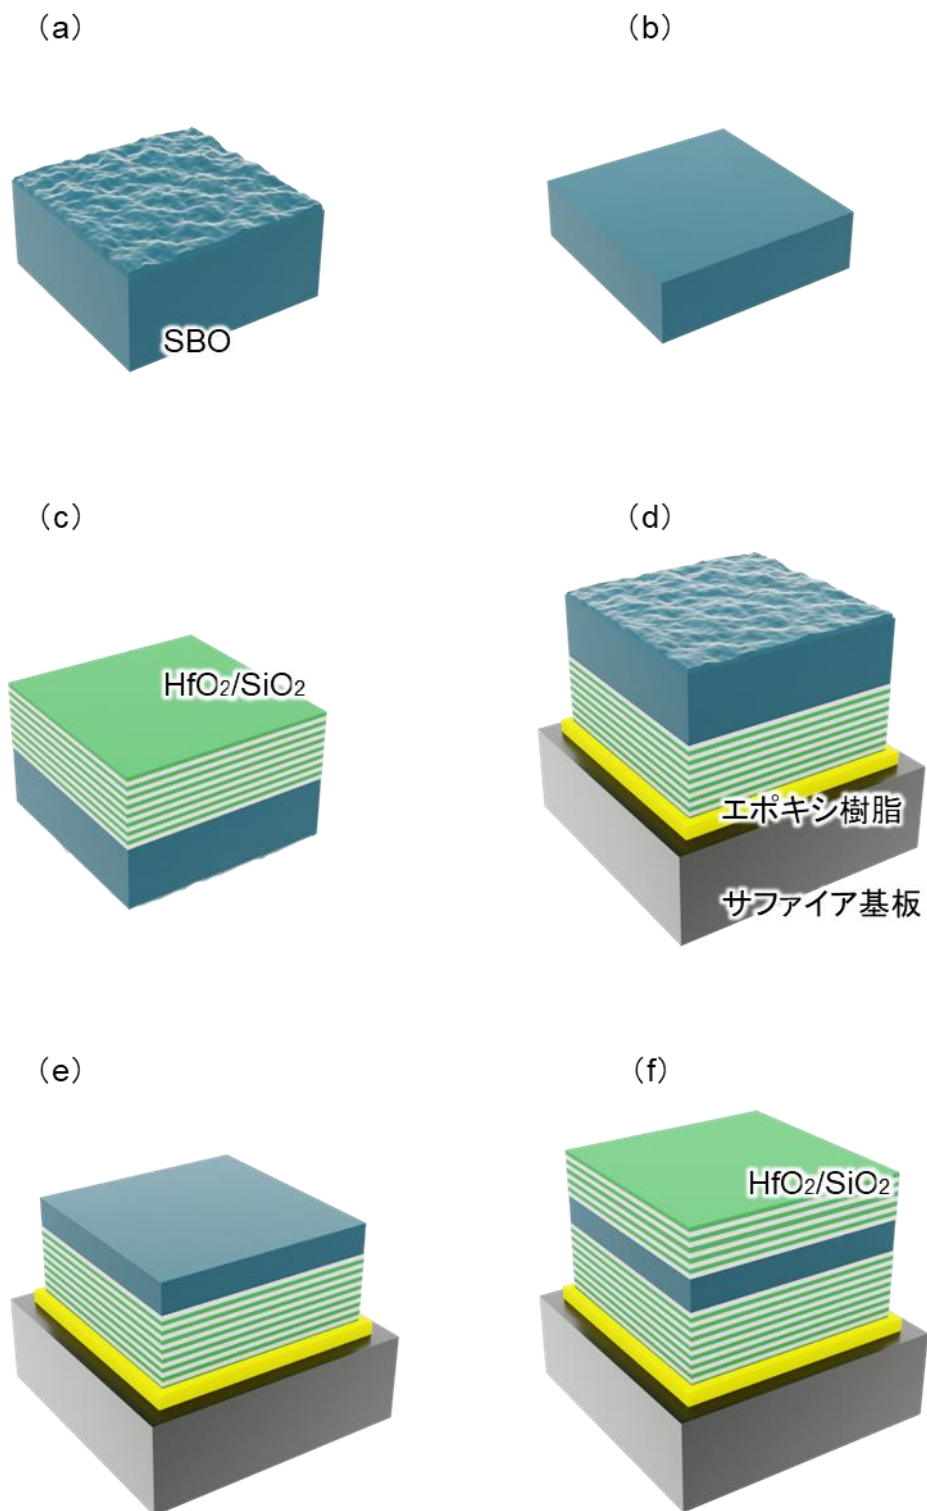 （a）
（b）
SBO
（c）
（d）
HfO₂/SiO₂
エポキシ樹脂
サファイア基板
（e）
（f）
HfO₂/SiO₂